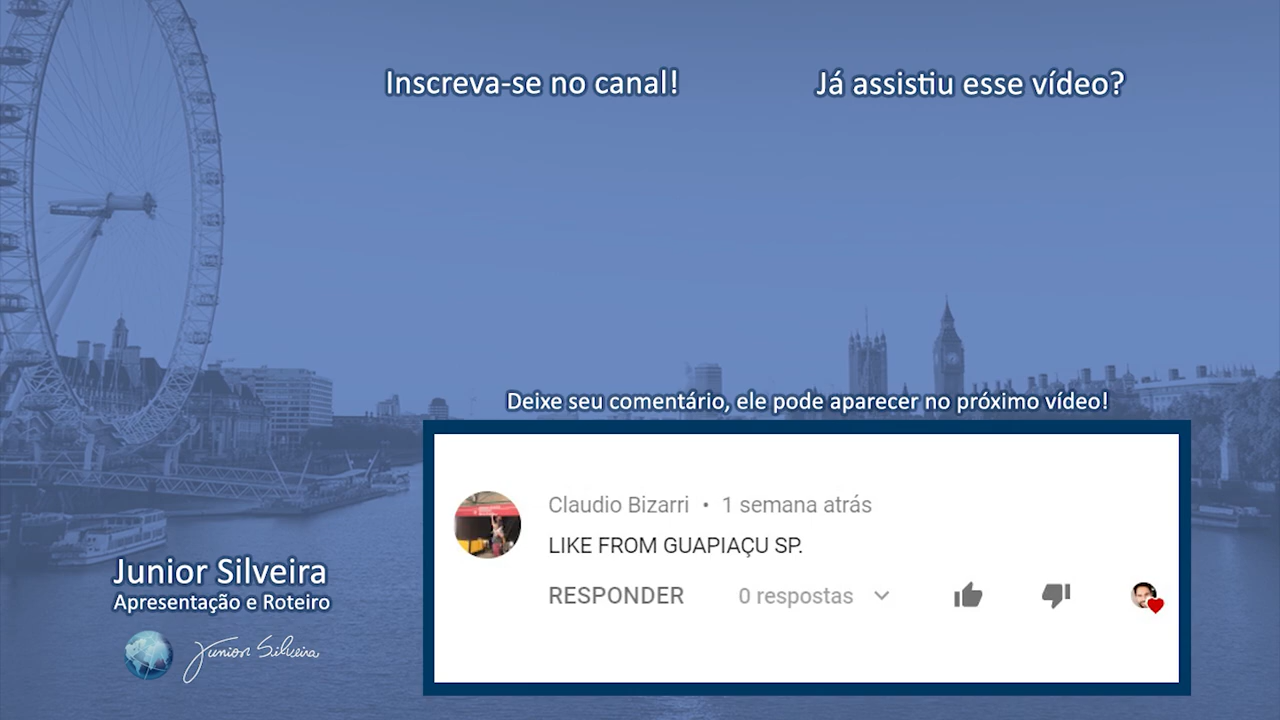 Inscreva-se no canal!
Já assistiu esse vídeo?
Deixe seu comentário, ele pode aparecer no próximo vídeo!
Claudio Bizarri • 1 semana atrás
LIKE FROM GUAPIAÇU SP.
RESPONDER 0 respostas
Junior Silveira
Apresentação e Roteiro
Junior Silveira